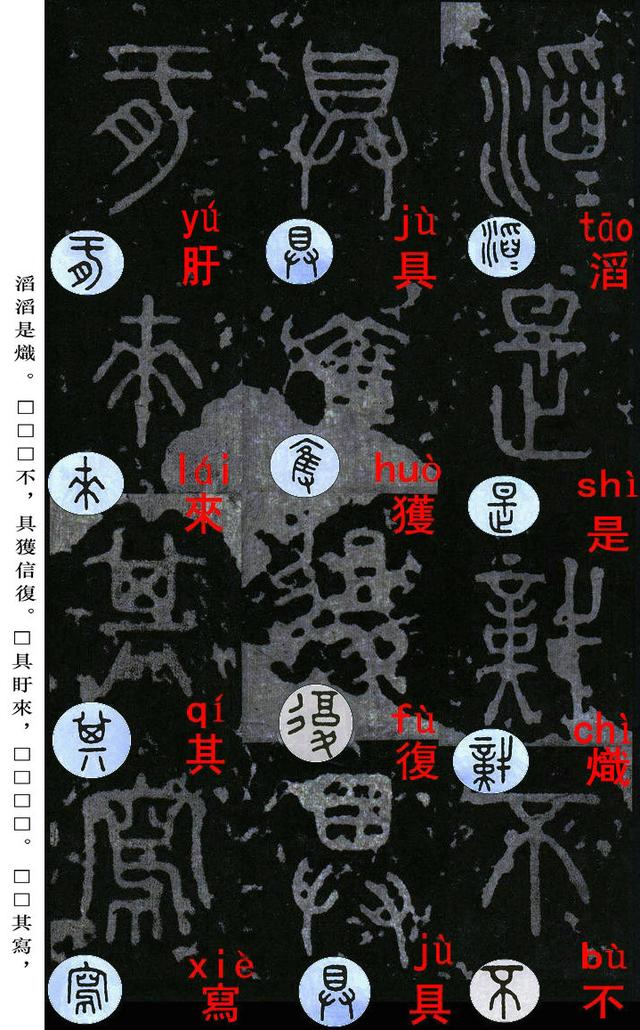 tāo
滔
shì
是
chì
熾
bù
不
jù
具
huò
獲
fù
復
jù
具
yú
肝
lái
來
qí
其
xiè
寫
滔滔是熾。□□□不，具獲信復。□具盱來，□□□□。□□其寫，